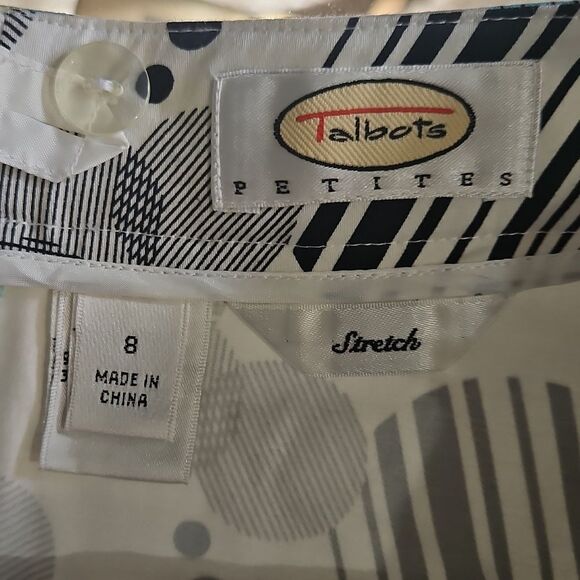 Talbots
PETITES
8
MADE IN
CHINA
Stretch